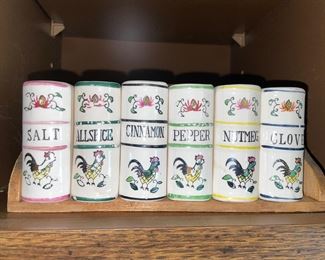 SALT
ALLSPICE
CINNAMON
PEPPER
NUTMEG
CLOVE